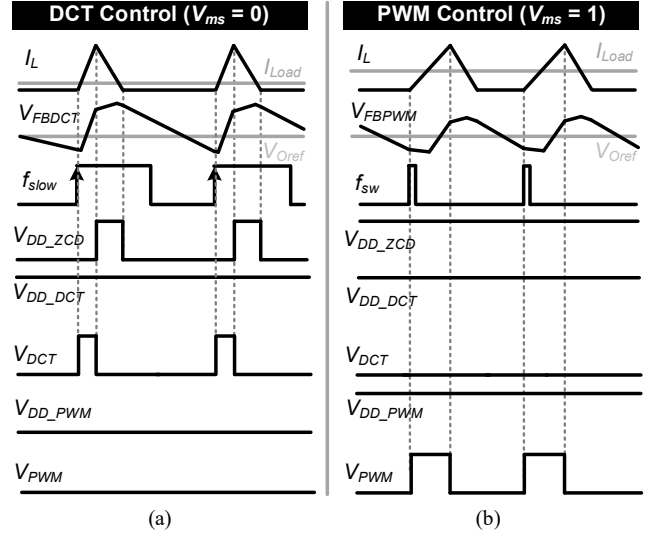 DCT Control (Vms = 0)
IL
ILoad
VFBDCT
VOref
fslow
VDD_ZCD
VDD_DCT
VDCT
VDD_PWM
VPWM
(a)
PWM Control (Vms = 1)
IL
ILoad
VFBPWM
VOref
fsw
VDD_ZCD
VDD_DCT
VDCT
VDD_PWM
VPWM
(b)